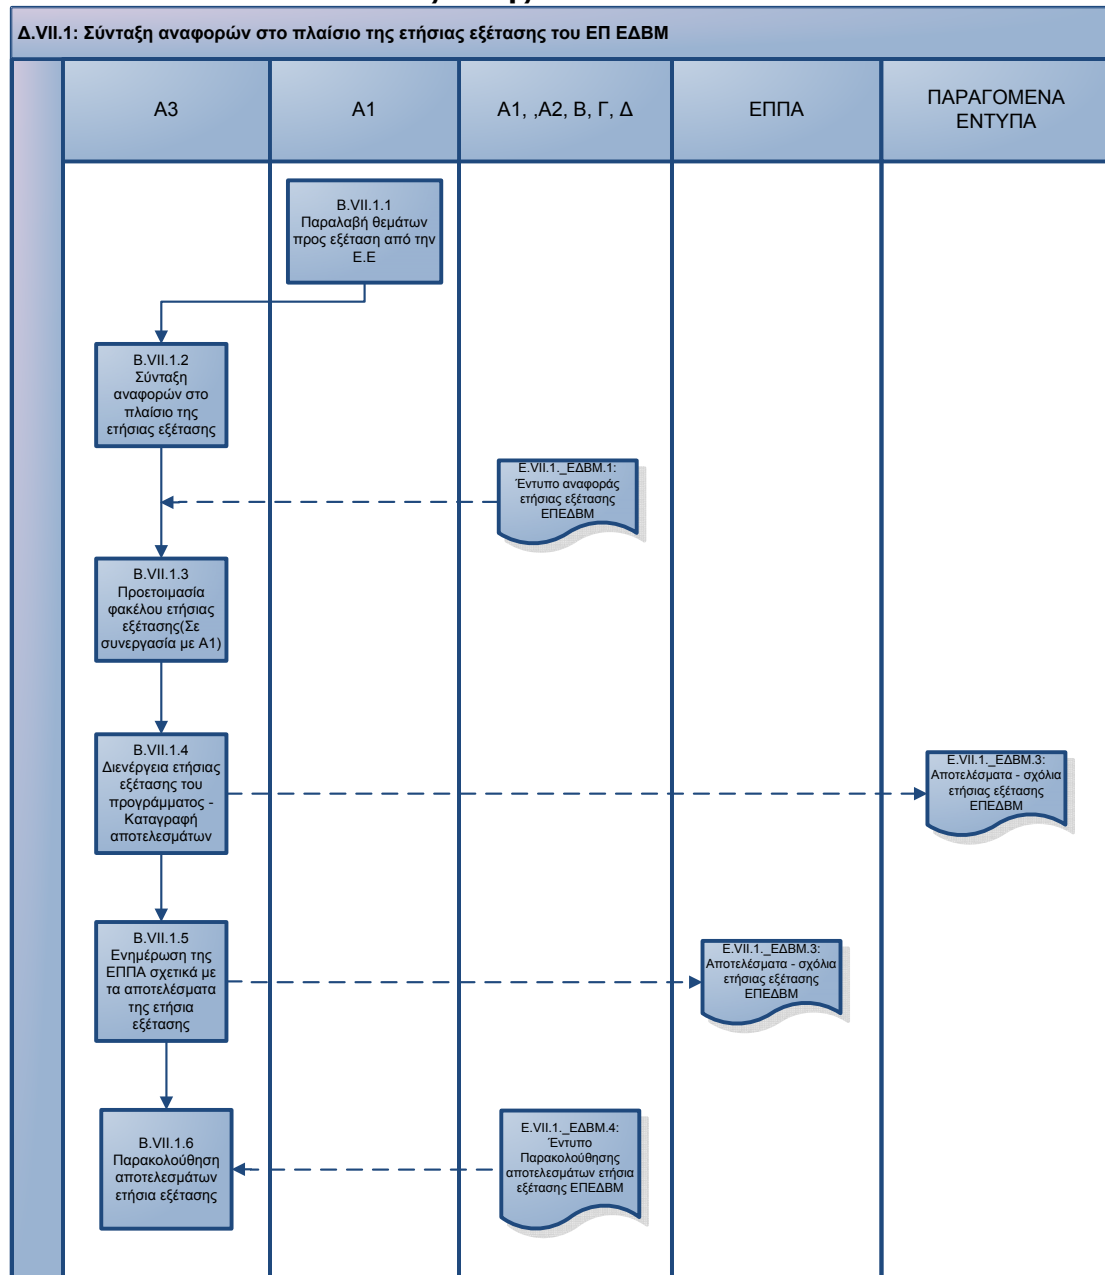 Δ.VII.1: Σύνταξη αναφορών στο πλαίσιο της ετήσιας εξέτασης του ΕΠ ΕΔΒΜ
Α3
Α1
Α1, ,Α2, Β, Γ, Δ
ΕΠΠΑ
ΠΑΡΑΓΟΜΕΝΑ
ΕΝΤΥΠΑ
Β.VII.1.1
Παραλαβή θεμάτων
προς εξέταση από την
Ε.Ε
Β.VII.1.2
Σύνταξη
αναφορών στο
πλαίσιο της
ετήσιας εξέτασης
Ε.VII.1._ΕΔΒΜ.1:
Έντυπο αναφοράς
ετήσιας εξέτασης
ΕΠΕΔΒΜ
Β.VII.1.3
Προετοιμασία
φακέλου ετήσιας
εξέτασης(Σε
συνεργασία με Α1)
Β.VII.1.4
Διενέργεια ετήσιας
εξέτασης του
προγράμματος -
Καταγραφή
αποτελεσμάτων
Ε.VII.1._ΕΔΒΜ.3:
Αποτελέσματα - σχόλια
ετήσιας εξέτασης
ΕΠΕΔΒΜ
Β.VII.1.5
Ενημέρωση της
ΕΠΠΑ σχετικά με
τα αποτελέσματα
της ετήσια
εξέτασης
Ε.VII.1._ΕΔΒΜ.3:
Αποτελέσματα - σχόλια
ετήσιας εξέτασης
ΕΠΕΔΒΜ
Β.VII.1.6
Παρακολούθηση
αποτελεσμάτων
ετήσια εξέτασης
Ε.VII.1._ΕΔΒΜ.4:
Έντυπο
Παρακολούθησης
αποτελεσμάτων ετήσια
εξέτασης ΕΠΕΔΒΜ